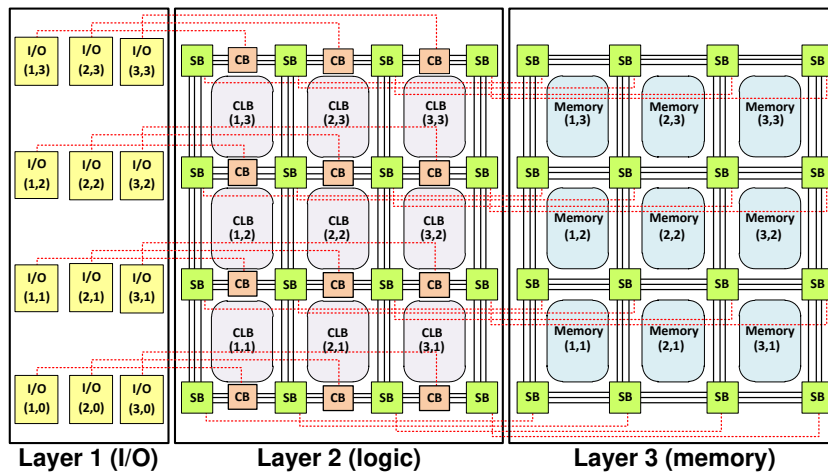 I/O I/O I/O
(1,3) (2,3) (3,3)
SB CB SB CB SB CB SB
SB SB SB SB
CLB CLB CLB
(1,3) (2,3) (3,3)
Memory Memory Memory
(1,3) (2,3) (3,3)
I/O I/O I/O
(1,2) (2,2) (3,2)
SB CB SB CB SB CB SB
SB SB SB SB
CLB CLB CLB
(1,2) (2,2) (3,2)
Memory Memory Memory
(1,2) (2,2) (3,2)
I/O I/O I/O
(1,1) (2,1) (3,1)
SB CB SB CB SB CB SB
SB SB SB SB
CLB CLB CLB
(1,1) (2,1) (3,1)
Memory Memory Memory
(1,1) (2,1) (3,1)
I/O I/O I/O
(1,0) (2,0) (3,0)
SB CB SB CB SB CB SB
SB SB SB SB
Layer 1 (I/O) Layer 2 (logic) Layer 3 (memory)